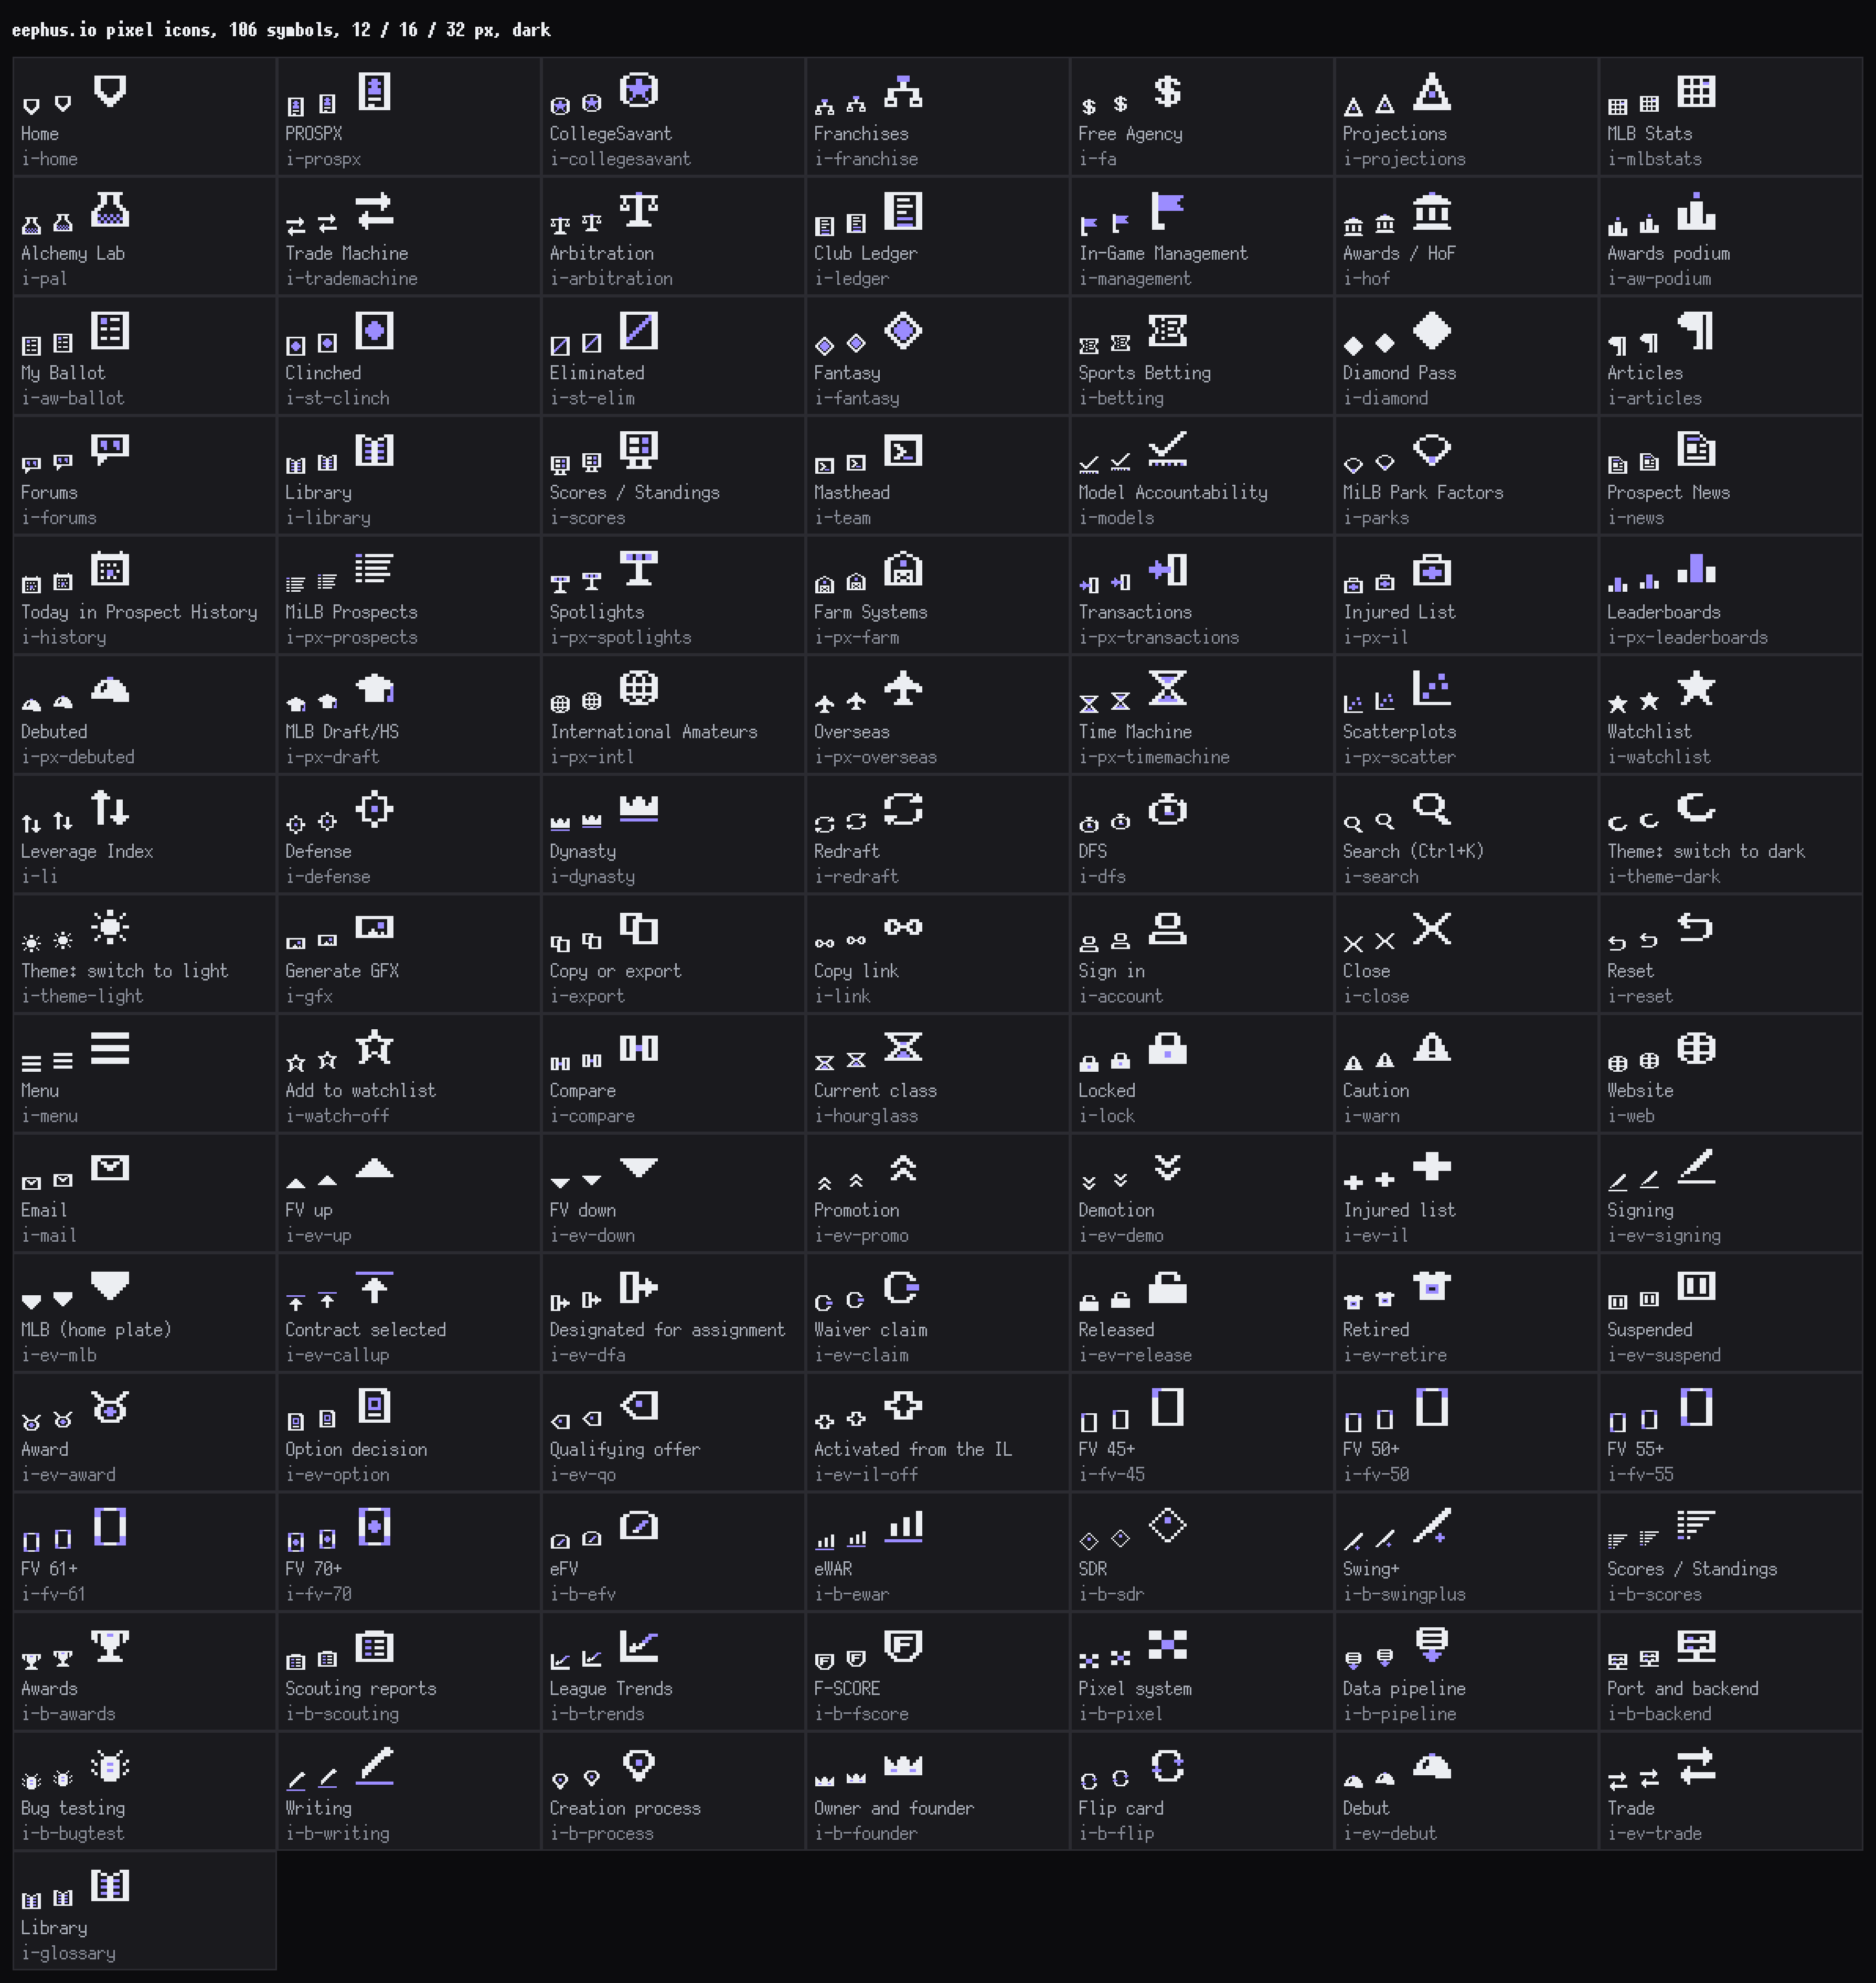 eephus.io pixel icons, 106 symbols, 12 / 16 / 32 px, dark
Home
i-home
PROSPX
i-prospx
CollegeSavant
i-collegesavant
Franchises
i-franchise
Free Agency
i-fa
Projections
i-projections
MLB Stats
i-mlbstats
Alchemy Lab
i-pal
Trade Machine
i-trademachine
Arbitration
i-arbitration
Club Ledger
i-ledger
In-Game Management
i-management
Awards / HoF
i-hof
Awards podium
i-aw-podium
My Ballot
i-aw-ballot
Clinched
i-st-clinch
Eliminated
i-st-elim
Fantasy
i-fantasy
Sports Betting
i-betting
Diamond Pass
i-diamond
Articles
i-articles
Forums
i-forums
Library
i-library
Scores / Standings
i-scores
Masthead
i-team
Model Accountability
i-models
MiLB Park Factors
i-parks
Prospect News
i-news
Today in Prospect History
i-history
MiLB Prospects
i-px-prospects
Spotlights
i-px-spotlights
Farm Systems
i-px-farm
Transactions
i-px-transactions
Injured List
i-px-il
Leaderboards
i-px-leaderboards
Debuted
i-px-debuted
MLB Draft/HS
i-px-draft
International Amateurs
i-px-intl
Overseas
i-px-overseas
Time Machine
i-px-timemachine
Scatterplots
i-px-scatter
Watchlist
i-watchlist
Leverage Index
i-li
Defense
i-defense
Dynasty
i-dynasty
Redraft
i-redraft
DFS
i-dfs
Search (Ctrl+K)
i-search
Theme: switch to dark
i-theme-dark
Theme: switch to light
i-theme-light
Generate GFX
i-gfx
Copy or export
i-export
Copy link
i-link
Sign in
i-account
Close
i-close
Reset
i-reset
Menu
i-menu
Add to watchlist
i-watch-off
Compare
i-compare
Current class
i-hourglass
Locked
i-lock
Caution
i-warn
Website
i-web
Email
i-mail
FV up
i-ev-up
FV down
i-ev-down
Promotion
i-ev-promo
Demotion
i-ev-demo
Injured list
i-ev-il
Signing
i-ev-signing
MLB (home plate)
i-ev-mlb
Contract selected
i-ev-callup
Designated for assignment
i-ev-dfa
Waiver claim
i-ev-claim
Released
i-ev-release
Retired
i-ev-retire
Suspended
i-ev-suspend
Award
i-ev-award
Option decision
i-ev-option
Qualifying offer
i-ev-qo
Activated from the IL
i-ev-il-off
FV 45+
i-fv-45
FV 50+
i-fv-50
FV 55+
i-fv-55
FV 61+
i-fv-61
FV 70+
i-fv-70
eFV
i-b-efv
eWAR
i-b-ewar
SDR
i-b-sdr
Swing+
i-b-swingplus
Scores / Standings
i-b-scores
Awards
i-b-awards
Scouting reports
i-b-scouting
League Trends
i-b-trends
F-SCORE
i-b-fscore
Pixel system
i-b-pixel
Data pipeline
i-b-pipeline
Port and backend
i-b-backend
Bug testing
i-b-bugtest
Writing
i-b-writing
Creation process
i-b-process
Owner and founder
i-b-founder
Flip card
i-b-flip
Debut
i-ev-debut
Trade
i-ev-trade
Library
i-glossary